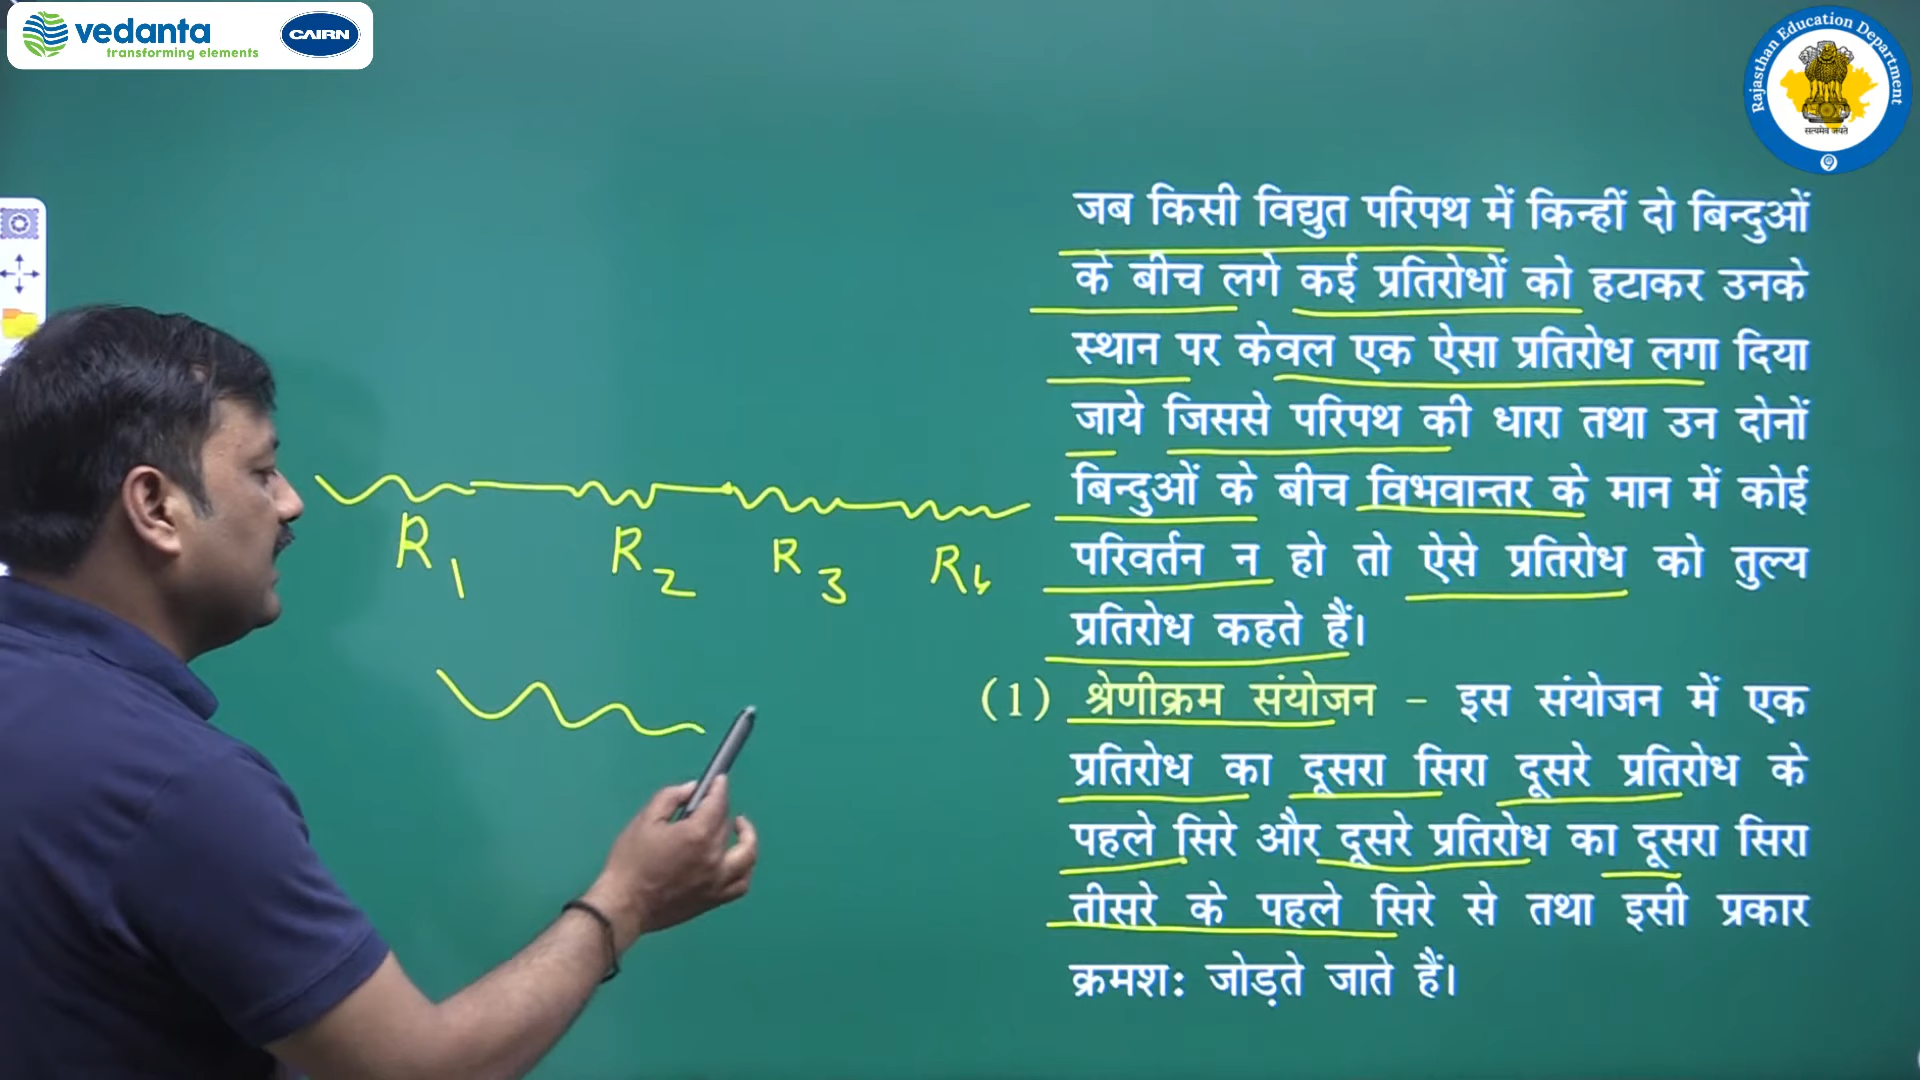 vedanta
transforming elements
CAIRN
Rajasthan Education Department
सत्यमेव जयते
जब किसी विद्युत परिपथ में किन्हीं दो बिन्दुओं
के बीच लगे कई प्रतिरोधों को हटाकर उनके
स्थान पर केवल एक ऐसा प्रतिरोध लगा दिया
जाये जिससे परिपथ की धारा तथा उन दोनों
बिन्दुओं के बीच विभवान्तर के मान में कोई
परिवर्तन न हो तो ऐसे प्रतिरोध को तुल्य
प्रतिरोध कहते हैं।
(1) श्रेणीक्रम संयोजन - इस संयोजन में एक
प्रतिरोध का दूसरा सिरा दूसरे प्रतिरोध के
पहले सिरे और दूसरे प्रतिरोध का दूसरा सिरा
तीसरे के पहले सिरे से तथा इसी प्रकार
क्रमश: जोड़ते जाते हैं।
R1 R2 R3 R4